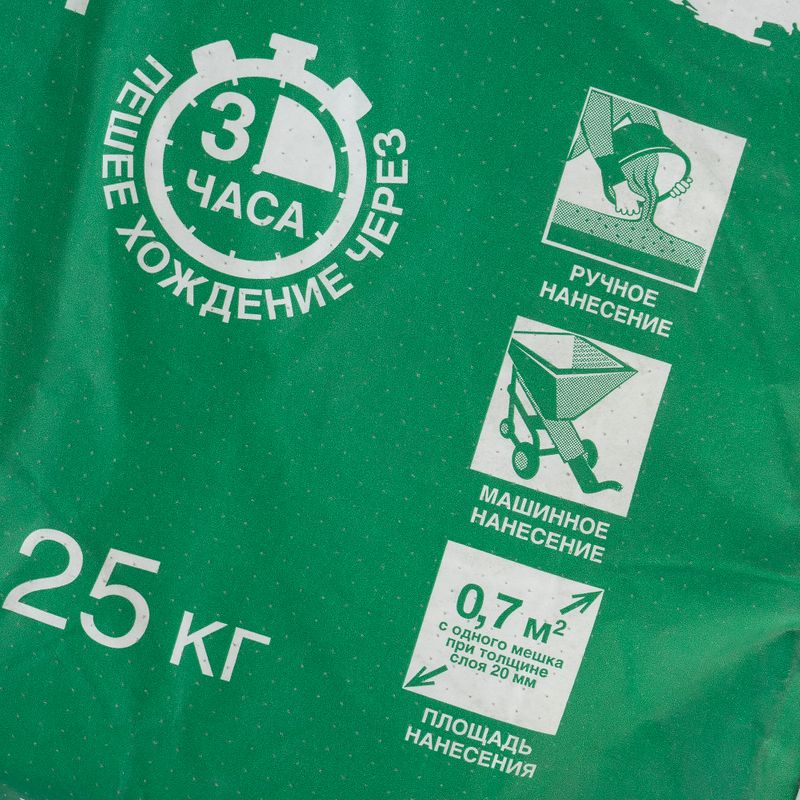 3
ЧАСА
ПЕШЕЕ ХОЖДЕНИЕ ЧЕРЕЗ
РУЧНОЕ
НАНЕСЕНИЕ
МАШИННОЕ
НАНЕСЕНИЕ
25 кг
0,7 м²
с одного мешка
при толщине
слоя 20 мм
ПЛОЩАДЬ
НАНЕСЕНИЯ